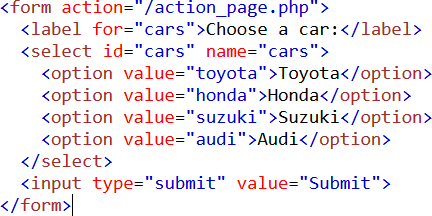 <form action="/action_page.php">
<label for="cars">Choose a car:</label>
<select id="cars" name="cars">
<option value="toyota">Toyota</option>
<option value="honda">Honda</option>
<option value="suzuki">Suzuki</option>
<option value="audi">Audi</option>
</select>
<input type="submit" value="Submit">
</form>